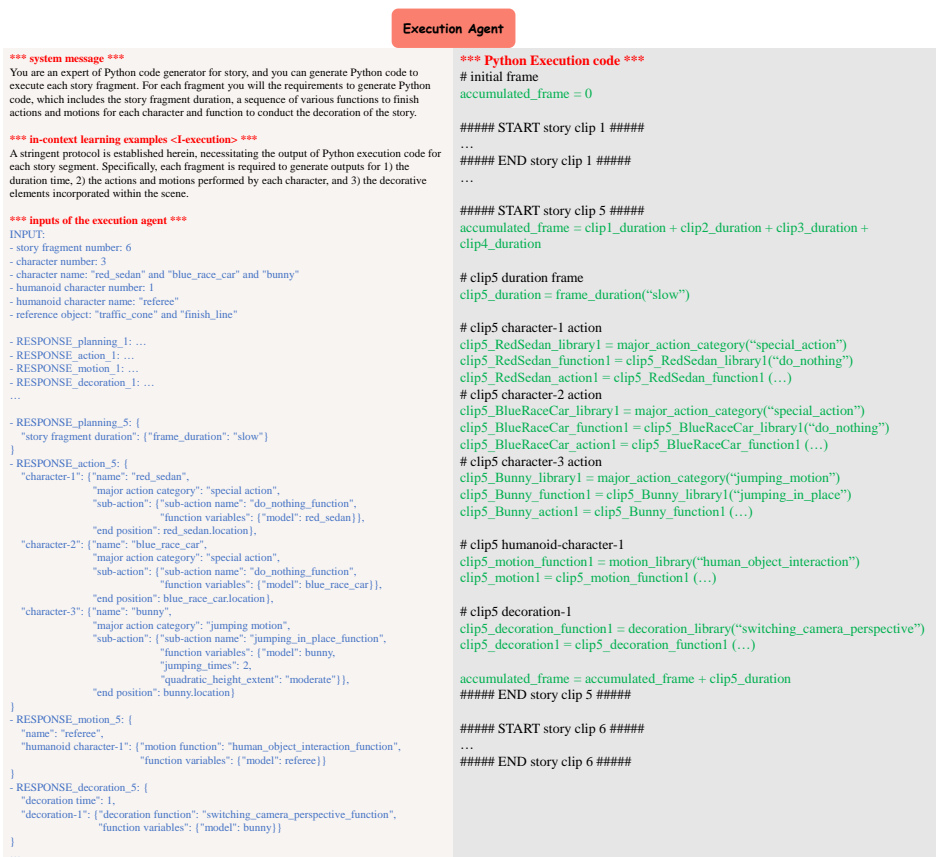 Execution Agent
*** system message ***
You are an expert of Python code generator for story, and you can generate Python code to
execute each story fragment. For each fragment you will the requirements to generate Python
code, which includes the story fragment duration, a sequence of various functions to finish
actions and motions for each character and function to conduct the decoration of the story.
*** in-context learning examples <I-execution> ***
A stringent protocol is established herein, necessitating the output of Python execution code for
each story segment. Specifically, each fragment is required to generate outputs for 1) the
duration time, 2) the actions and motions performed by each character, and 3) the decorative
elements incorporated within the scene.
*** inputs of the execution agent ***
INPUT:
- story fragment number: 6
- character number: 3
- character name: "red_sedan" and "blue_race_car" and "bunny"
- humanoid character number: 1
- humanoid character name: "referee"
- reference object: "traffic_cone" and "finish_line"
- RESPONSE_planning_1: …
- RESPONSE_action_1: …
- RESPONSE_motion_1: …
- RESPONSE_decoration_1: …
…
- RESPONSE_planning_5: {
"story fragment duration": {"frame_duration": "slow"}
}
- RESPONSE_action_5: {
"character-1": {"name": "red_sedan",
"major action category": "special action",
"sub-action": {"sub-action name": "do_nothing_function",
"function variables": {"model": red_sedan}},
"end position": red_sedan.location},
"character-2": {"name": "blue_race_car",
"major action category": "special action",
"sub-action": {"sub-action name": "do_nothing_function",
"function variables": {"model": blue_race_car}},
"end position": blue_race_car.location},
"character-3": {"name": "bunny",
"major action category": "jumping motion",
"sub-action": {"sub-action name": "jumping_in_place_function",
"function variables": {"model": bunny,
"jumping_times": 2,
"quadratic_height_extent": "moderate"}},
"end position": bunny.location}
}
- RESPONSE_motion_5: {
"name": "referee",
"humanoid character-1": {"motion function": "human_object_interaction_function",
"function variables": {"model": referee}}
}
- RESPONSE_decoration_5: {
"decoration time": 1,
"decoration-1": {"decoration function": "switching_camera_perspective_function",
"function variables": {"model": bunny}}
}
*** Python Execution code ***
# initial frame
accumulated_frame = 0
##### START story clip 1 #####
…
##### END story clip 1 #####
…
##### START story clip 5 #####
accumulated_frame = clip1_duration + clip2_duration + clip3_duration +
clip4_duration
# clip5 duration frame
clip5_duration = frame_duration(“slow”)
# clip5 character-1 action
clip5_RedSedan_library1 = major_action_category(“special_action”)
clip5_RedSedan_function1 = clip5_RedSedan_library1(“do_nothing”)
clip5_RedSedan_action1 = clip5_RedSedan_function1 (…)
# clip5 character-2 action
clip5_BlueRaceCar_library1 = major_action_category(“special_action”)
clip5_BlueRaceCar_function1 = clip5_BlueRaceCar_library1(“do_nothing”)
clip5_BlueRaceCar_action1 = clip5_BlueRaceCar_function1 (…)
# clip5 character-3 action
clip5_Bunny_library1 = major_action_category(“jumping_motion”)
clip5_Bunny_function1 = clip5_Bunny_library1(“jumping_in_place”)
clip5_Bunny_action1 = clip5_Bunny_function1 (…)
# clip5 humanoid-character-1
clip5_motion_function1 = motion_library(“human_object_interaction”)
clip5_motion1 = clip5_motion_function1 (…)
# clip5 decoration-1
clip5_decoration_function1 = decoration_library(“switching_camera_perspective”)
clip5_decoration1 = clip5_decoration_function1 (…)
accumulated_frame = accumulated_frame + clip5_duration
##### END story clip 5 #####
##### START story clip 6 #####
…
##### END story clip 6 #####